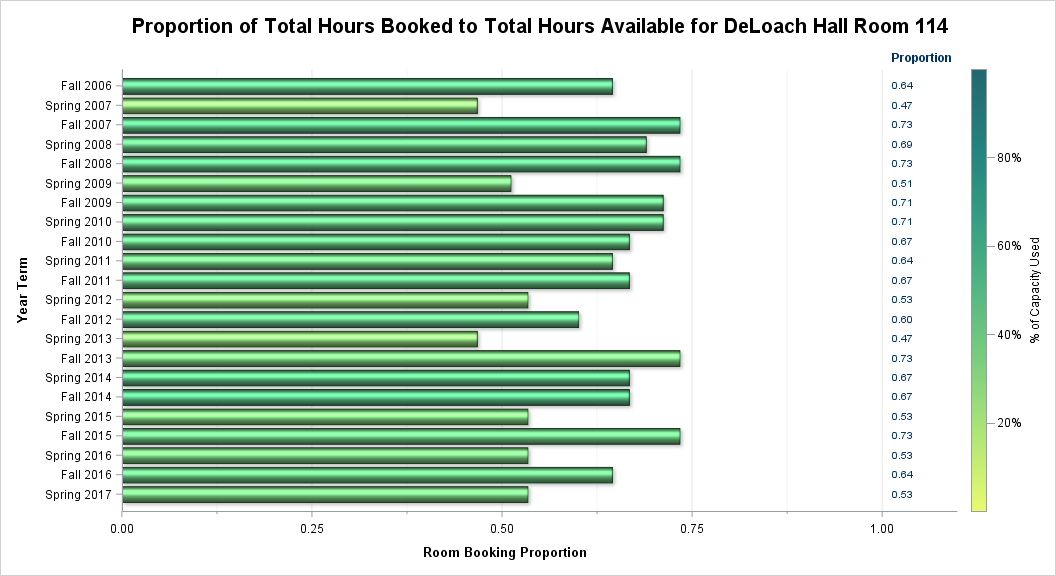 Proportion of Total Hours Booked to Total Hours Available for DeLoach Hall Room 114
Proportion
Fall 2006 0.64
Spring 2007 0.47
Fall 2007 0.73
Spring 2008 0.69
Fall 2008 0.73
Spring 2009 0.51
Fall 2009 0.71
Spring 2010 0.71
Fall 2010 0.67
Spring 2011 0.64
Fall 2011 0.67
Spring 2012 0.53
Fall 2012 0.60
Spring 2013 0.47
Fall 2013 0.73
Spring 2014 0.67
Fall 2014 0.67
Spring 2015 0.53
Fall 2015 0.73
Spring 2016 0.53
Fall 2016 0.64
Spring 2017 0.53
Year Term
0.00 0.25 0.50 0.75 1.00
Room Booking Proportion
80%
60%
40%
20%
% of Capacity Used